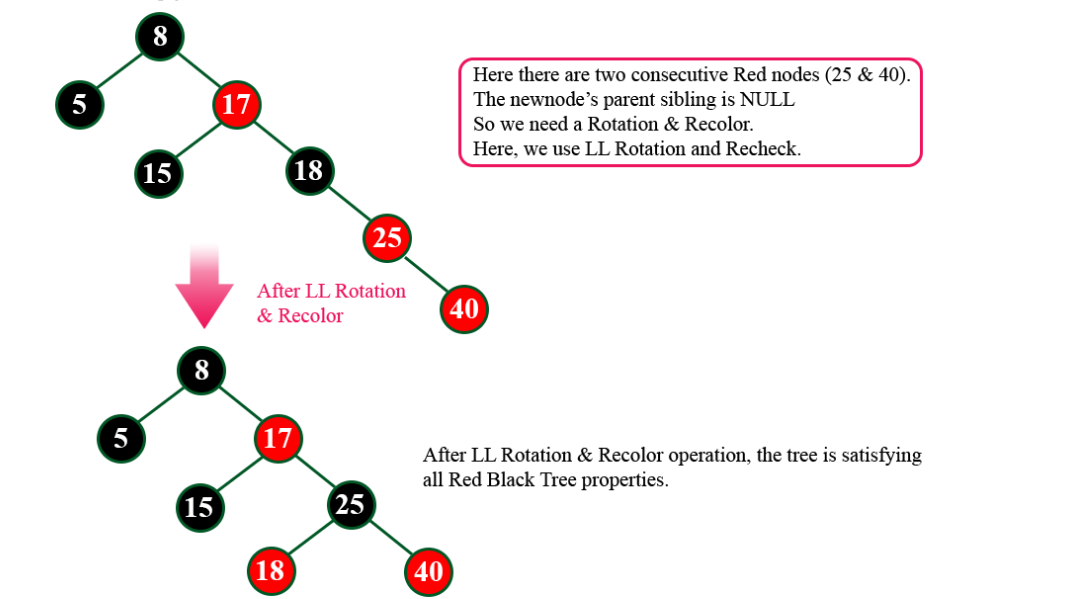 8
5
17
15
18
25
40
Here there are two consecutive Red nodes (25 & 40).
The newnode's parent sibling is NULL
So we need a Rotation & Recolor.
Here, we use LL Rotation and Recheck.
After LL Rotation
& Recolor
8
5
17
15
25
18
40
After LL Rotation & Recolor operation, the tree is satisfying
all Red Black Tree properties.